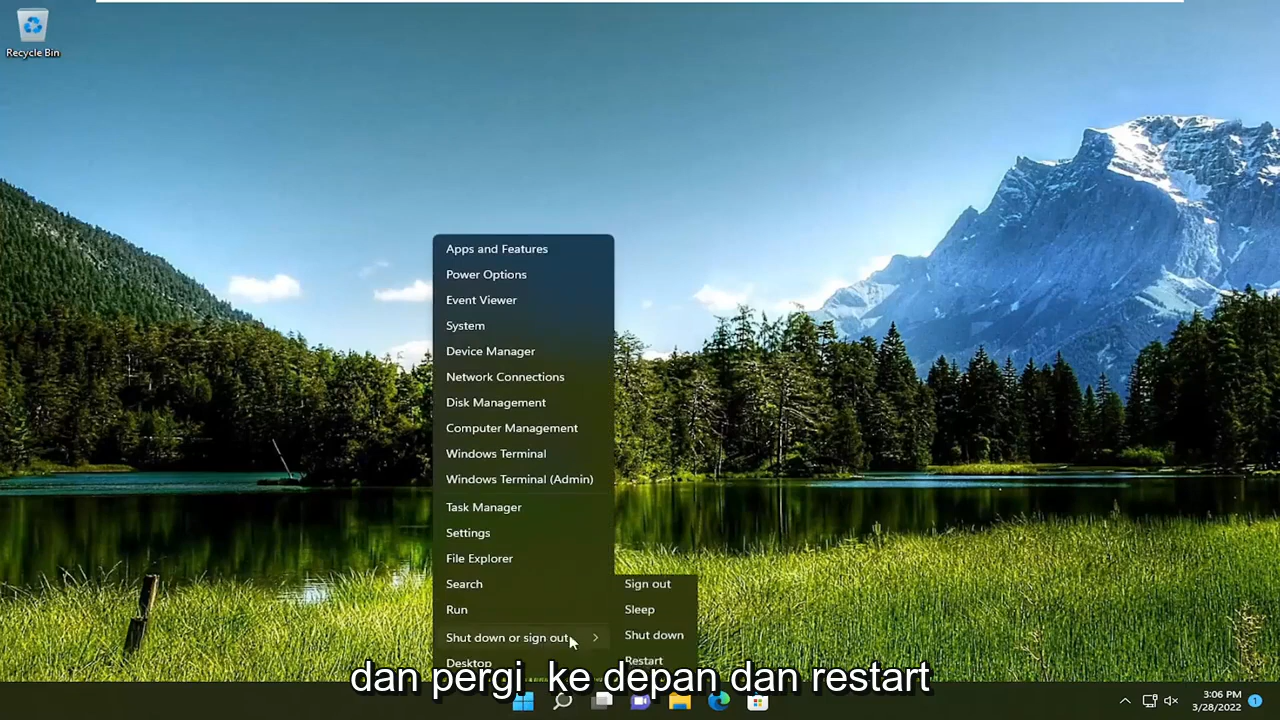 Recycle Bin
Apps and Features
Power Options
Event Viewer
System
Device Manager
Network Connections
Disk Management
Computer Management
Windows Terminal
Windows Terminal (Admin)
Task Manager
Settings
File Explorer
Search
Run
Shut down or sign out
Desktop
Sign out
Sleep
Shut down
Restart
dan pergi ke depan dan restart
3:06 PM
3/28/2022
1